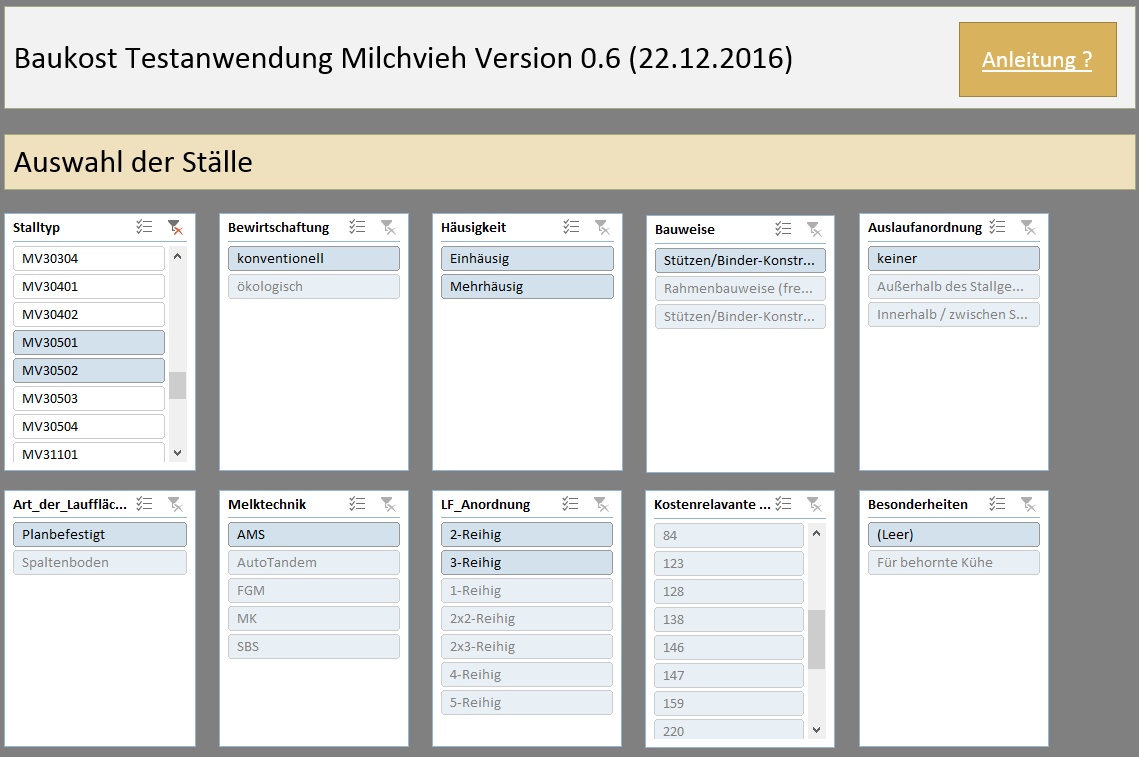 Baukost Testanwendung Milchvieh Version 0.6 (22.12.2016)
Anleitung ?
Auswahl der Ställe
Stalltyp
MV30304
MV30401
MV30402
MV30501
MV30502
MV30503
MV30504
MV31101
Bewirtschaftung
konventionell
ökologisch
Häusigkeit
Einhäusig
Mehrhäusig
Bauweise
Stützen/Binder-Konstr...
Rahmenbauweise (fre...
Stützen/Binder-Konstr...
Auslaufanordnung
keiner
Außerhalb des Stallge...
Innerhalb / zwischen S...
Art_der_Lauffläc...
Planbefestigt
Spaltenboden
Melktechnik
AMS
AutoTandem
FGM
MK
SBS
LF_Anordnung
2-Reihig
3-Reihig
1-Reihig
2x2-Reihig
2x3-Reihig
4-Reihig
5-Reihig
Kostenrelevante ...
84
123
128
138
146
147
159
220
Besonderheiten
(Leer)
Für behornte Kühe